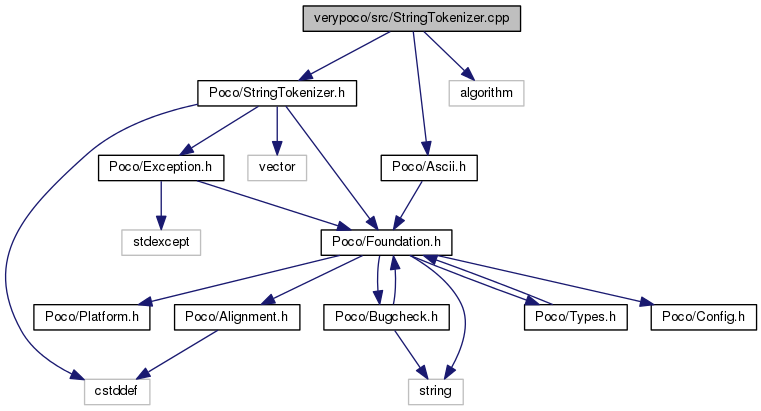 verypoco/src/StringTokenizer.cpp
Poco/StringTokenizer.h
algorithm
Poco/Exception.h
vector
Poco/Ascii.h
stdexcept
Poco/Foundation.h
Poco/Platform.h
Poco/Alignment.h
Poco/Bugcheck.h
Poco/Types.h
Poco/Config.h
cstddef
string